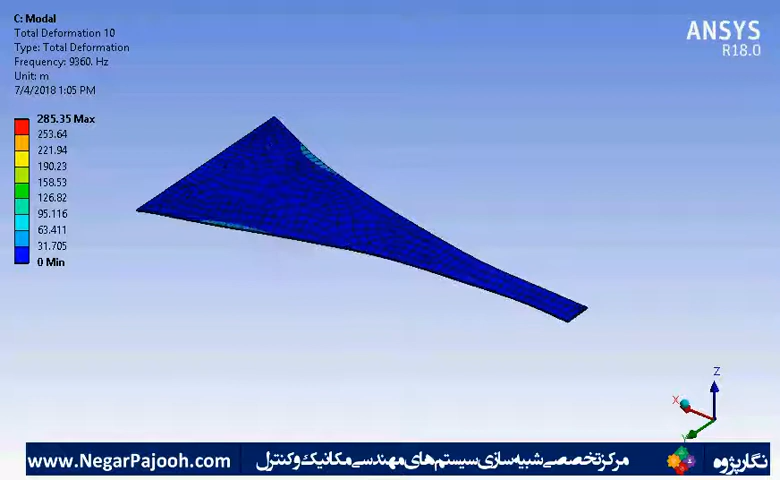 C: Modal
Total Deformation 10
Type: Total Deformation
Frequency: 9360. Hz
Unit: m
7/4/2018 1:05 PM
ANSYS
R18.0
285.35 Max
253.64
221.94
190.23
158.53
126.82
95.116
63.411
31.705
0 Min
Z
X
Y
www.NegarPajooh.com
مرکز تخصصی شبیه سازی سیستم های مهندسی مکانیک و کنترل
نگارپژوه